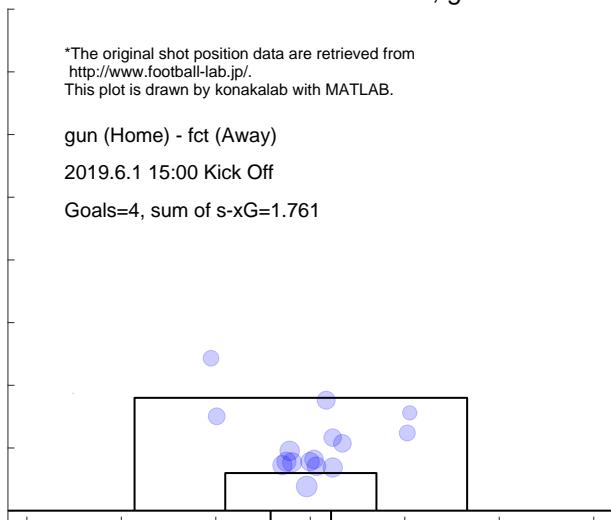 *The original shot position data are retrieved from
http://www.football-lab.jp/.
This plot is drawn by konakalab with MATLAB.
gun (Home) - fct (Away)
2019.6.1 15:00 Kick Off
Goals=4, sum of s-xG=1.761